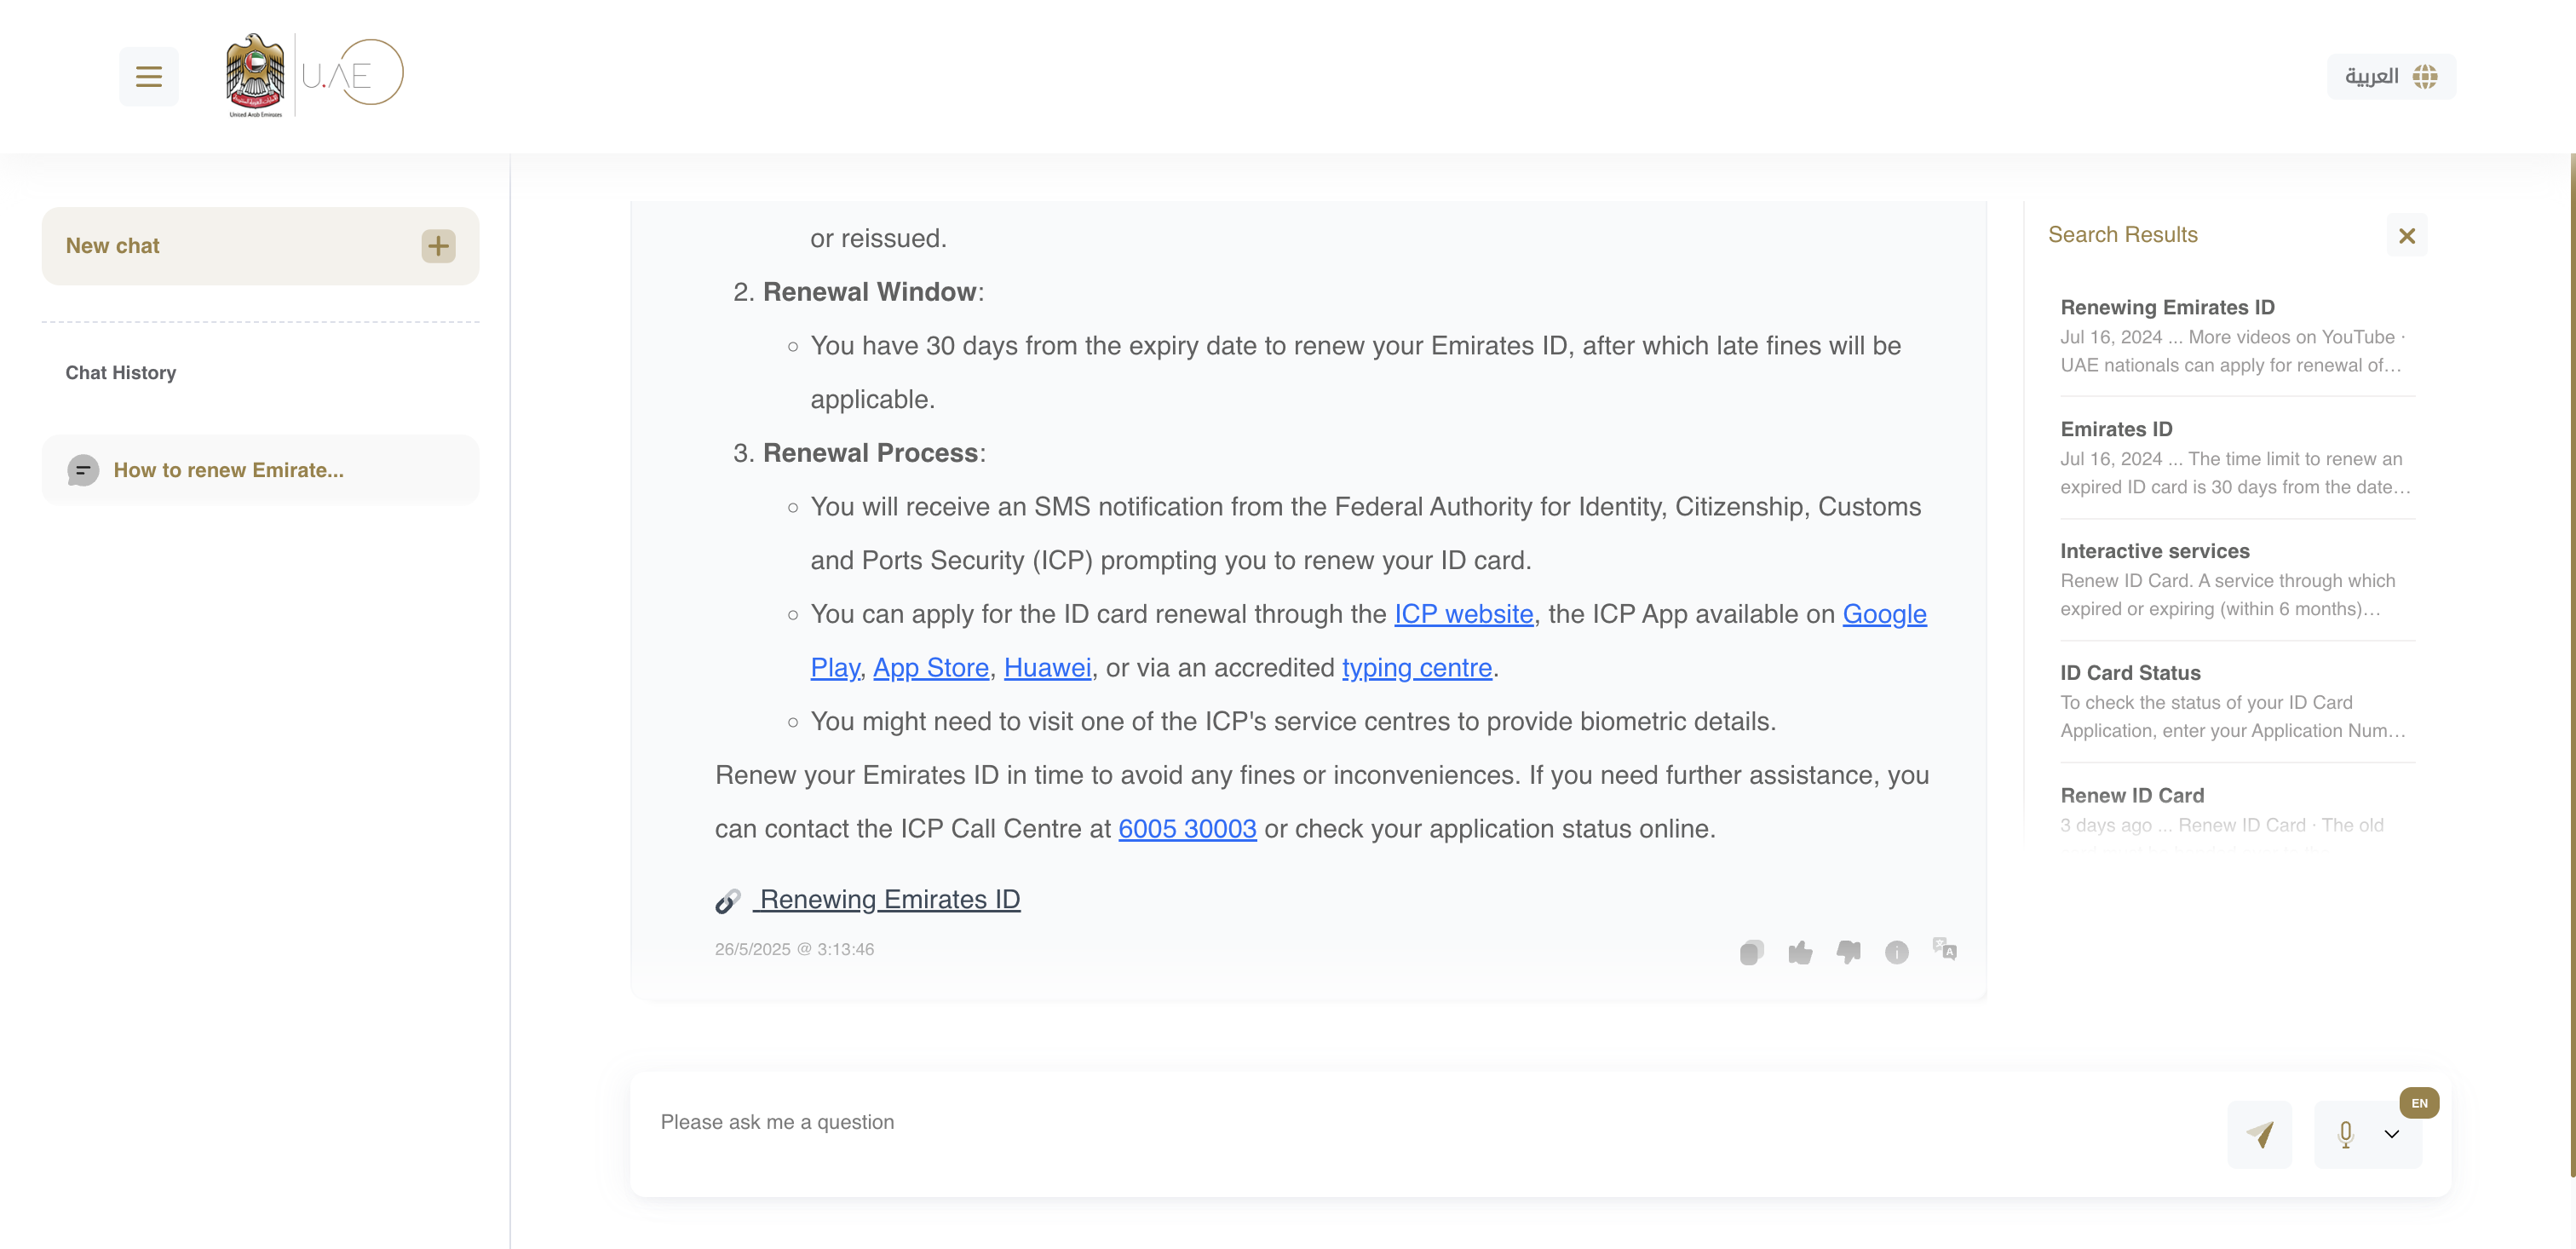 United Arab Emirates
U.AE
العربية
New chat
Chat History
How to renew Emirate...
or reissued.
2. Renewal Window:
You have 30 days from the expiry date to renew your Emirates ID, after which late fines will be
applicable.
3. Renewal Process:
You will receive an SMS notification from the Federal Authority for Identity, Citizenship, Customs
and Ports Security (ICP) prompting you to renew your ID card.
You can apply for the ID card renewal through the ICP website, the ICP App available on Google
Play, App Store, Huawei, or via an accredited typing centre.
You might need to visit one of the ICP's service centres to provide biometric details.
Renew your Emirates ID in time to avoid any fines or inconveniences. If you need further assistance, you
can contact the ICP Call Centre at 6005 30003 or check your application status online.
Renewing Emirates ID
26/5/2025 @ 3:13:46
Search Results
Renewing Emirates ID
Jul 16, 2024 ... More videos on YouTube ·
UAE nationals can apply for renewal of…
Emirates ID
Jul 16, 2024 ... The time limit to renew an
expired ID card is 30 days from the date…
Interactive services
Renew ID Card. A service through which
expired or expiring (within 6 months)…
ID Card Status
To check the status of your ID Card
Application, enter your Application Num…
Renew ID Card
3 days ago ... Renew ID Card · The old
Please ask me a question
EN